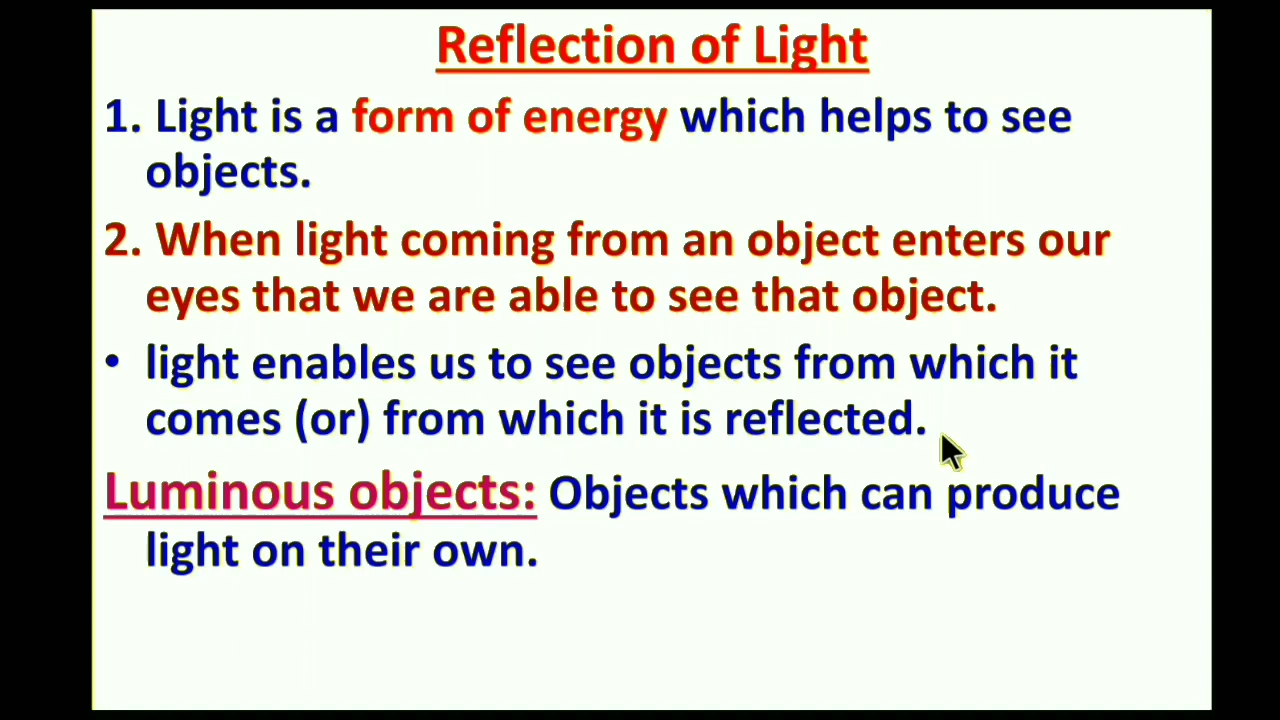 Reflection of Light
1. Light is a form of energy which helps to see
objects.
2. When light coming from an object enters our
eyes that we are able to see that object.
• light enables us to see objects from which it
comes (or) from which it is reflected.
Luminous objects: Objects which can produce
light on their own.